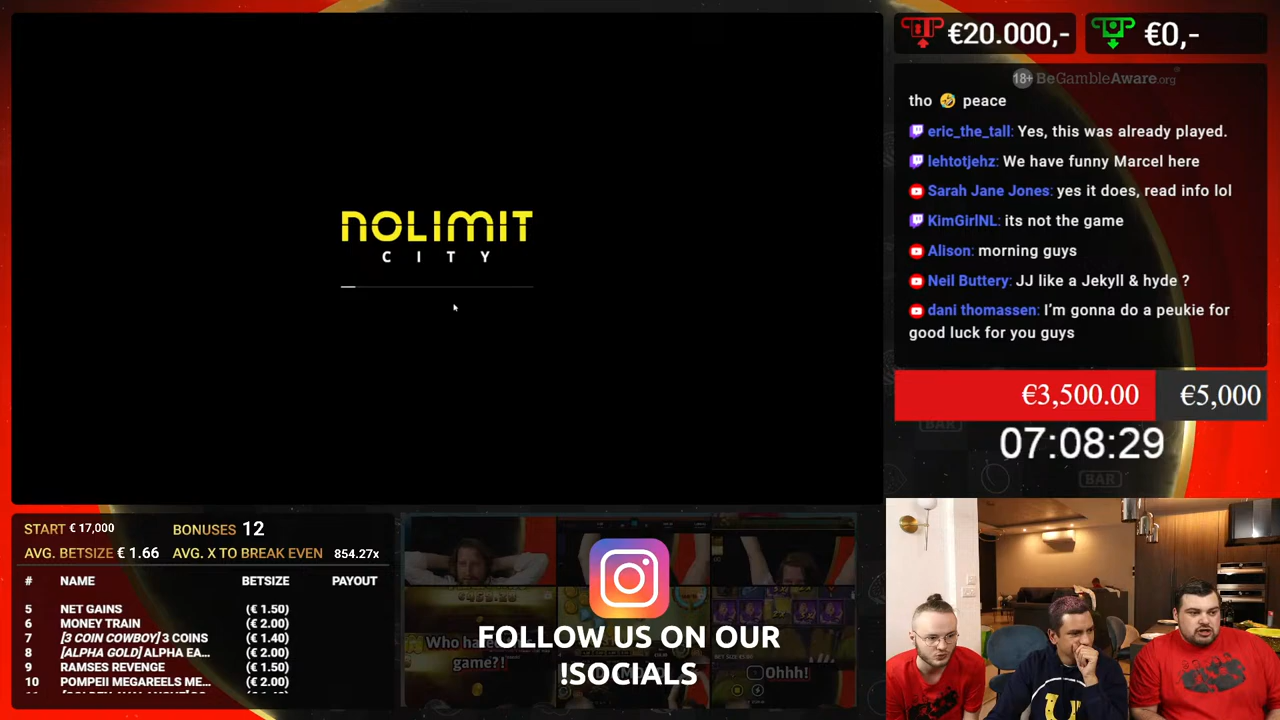 NOLIMIT
CITY
€20.000,-
€0,-
18+ BeGambleAware.org
tho 🤣 peace
eric_the_tall: Yes, this was already played.
lehtotjehz: We have funny Marcel here
Sarah Jane Jones: yes it does, read info lol
KimGirlNL: its not the game
Alison: morning guys
Neil Buttery: JJ like a Jekyll & hyde ?
dani thomassen: I'm gonna do a peukie for
good luck for you guys
€3,500.00
€5,000
BAR
07:08:29
BAR
START € 17,000 BONUSES 12
AVG. BETSIZE € 1.66 AVG. X TO BREAK EVEN 854.27x
# NAME BETSIZE PAYOUT
5 NET GAINS (€ 1.50)
6 MONEY TRAIN (€ 2.00)
7 [3 COIN COWBOY] 3 COINS (€ 1.40)
8 [ALPHA GOLD] ALPHA EA... (€ 2.00)
9 RAMSES REVENGE (€ 1.50)
10 POMPEII MEGAREELS ME... (€ 2.00)
FOLLOW US ON OUR
!SOCIALS
game?!
Ohhh!